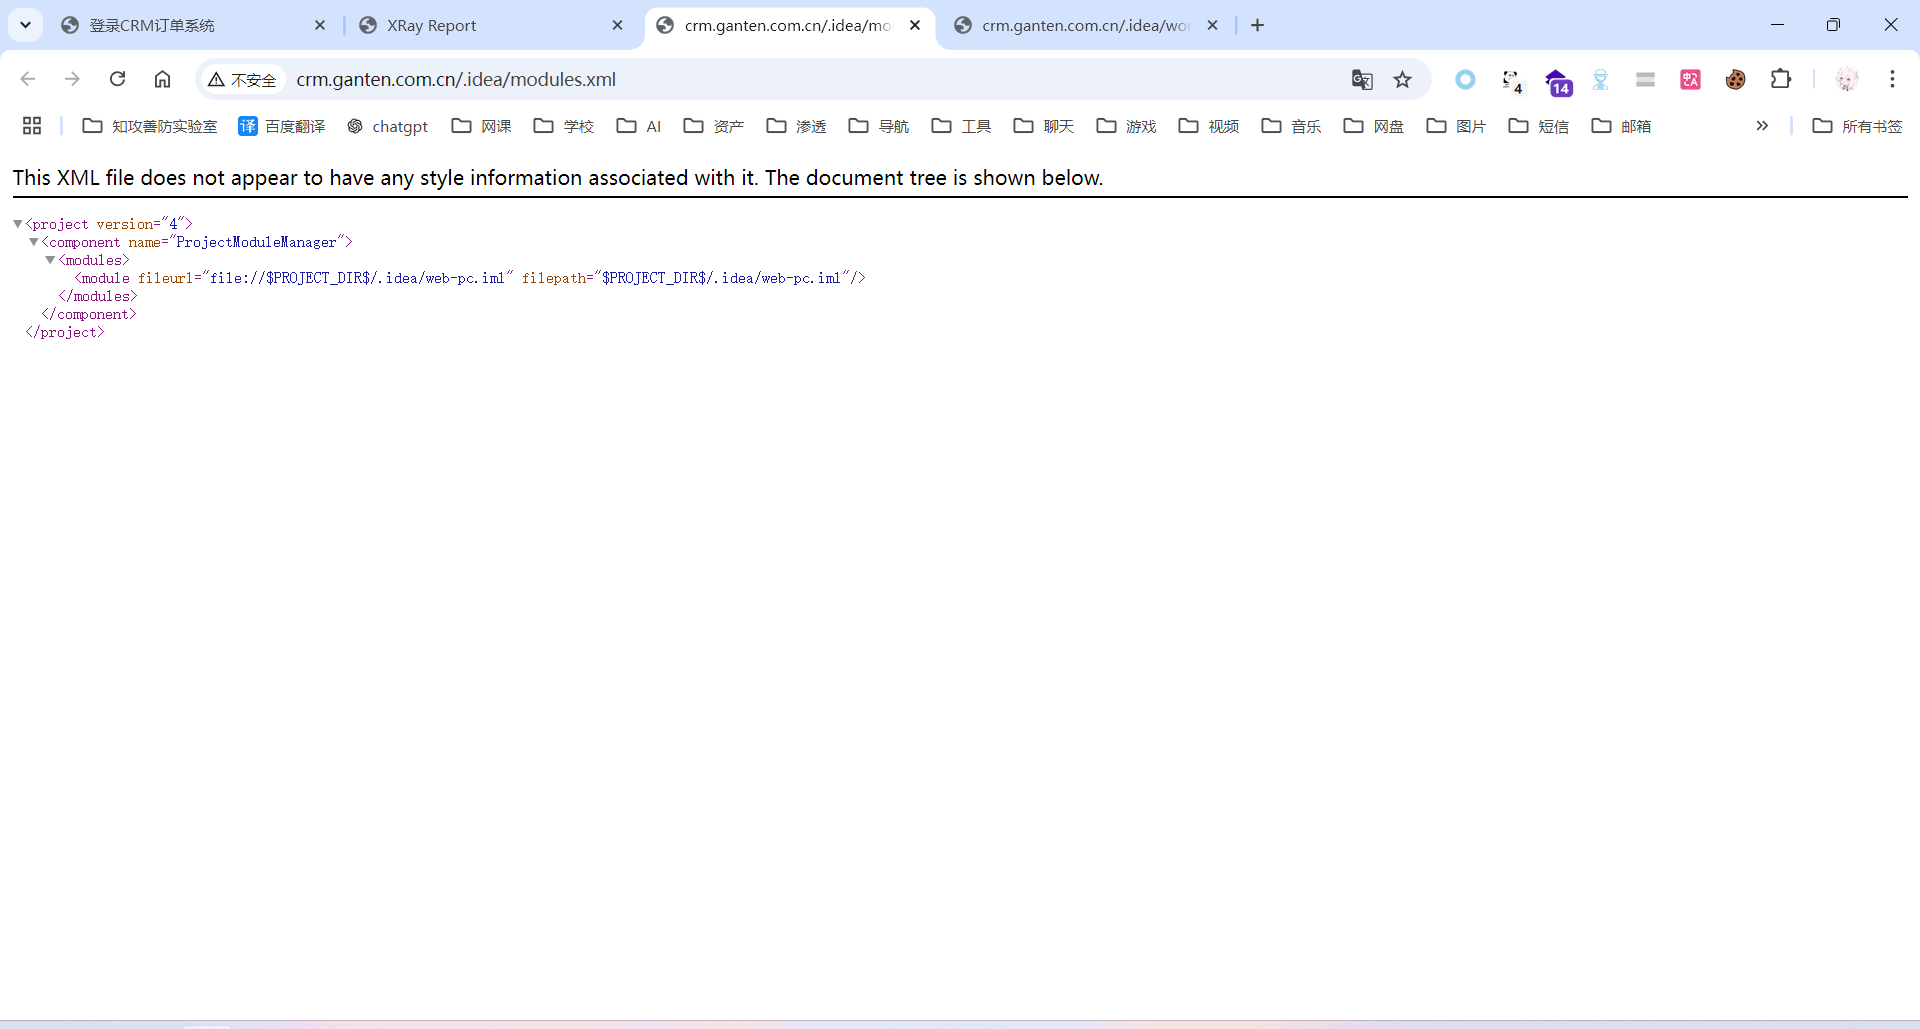 登录CRM订单系统
XRay Report
crm.ganten.com.cn/.idea/mo
crm.ganten.com.cn/.idea/wor
不安全
crm.ganten.com.cn/.idea/modules.xml
4
14
知攻善防实验室
译 百度翻译
chatgpt
网课
学校
AI
资产
渗透
导航
工具
聊天
游戏
视频
音乐
网盘
图片
短信
邮箱
所有书签
This XML file does not appear to have any style information associated with it. The document tree is shown below.
<project version="4">
<component name="ProjectModuleManager">
<modules>
<module fileurl="file://$PROJECT_DIR$/.idea/web-pc.iml" filepath="$PROJECT_DIR$/.idea/web-pc.iml"/>
</modules>
</component>
</project>